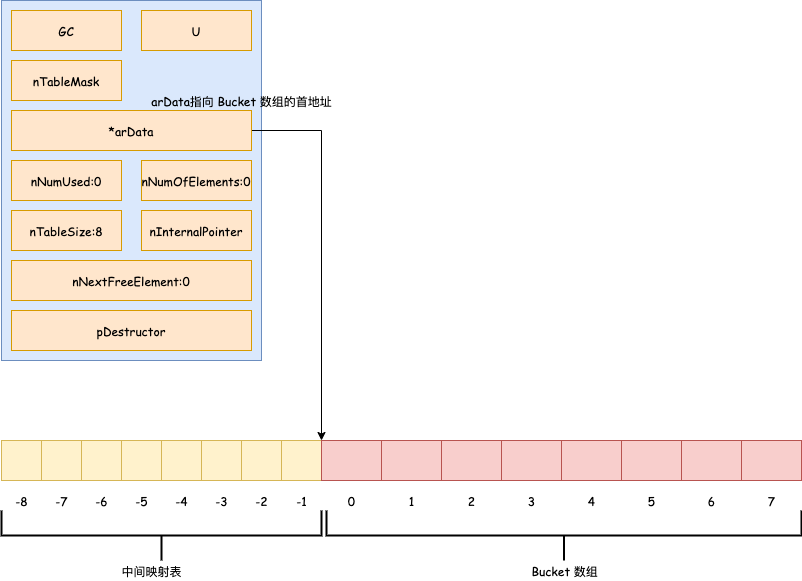 GC
U
nTableMask
arData指向 Bucket 数组的首地址
*arData
nNumUsed:0
nNumOfElements:0
nTableSize:8
nInternalPointer
nNextFreeElement:0
pDestructor
-8 -7 -6 -5 -4 -3 -2 -1 0 1 2 3 4 5 6 7
中间映射表
Bucket 数组